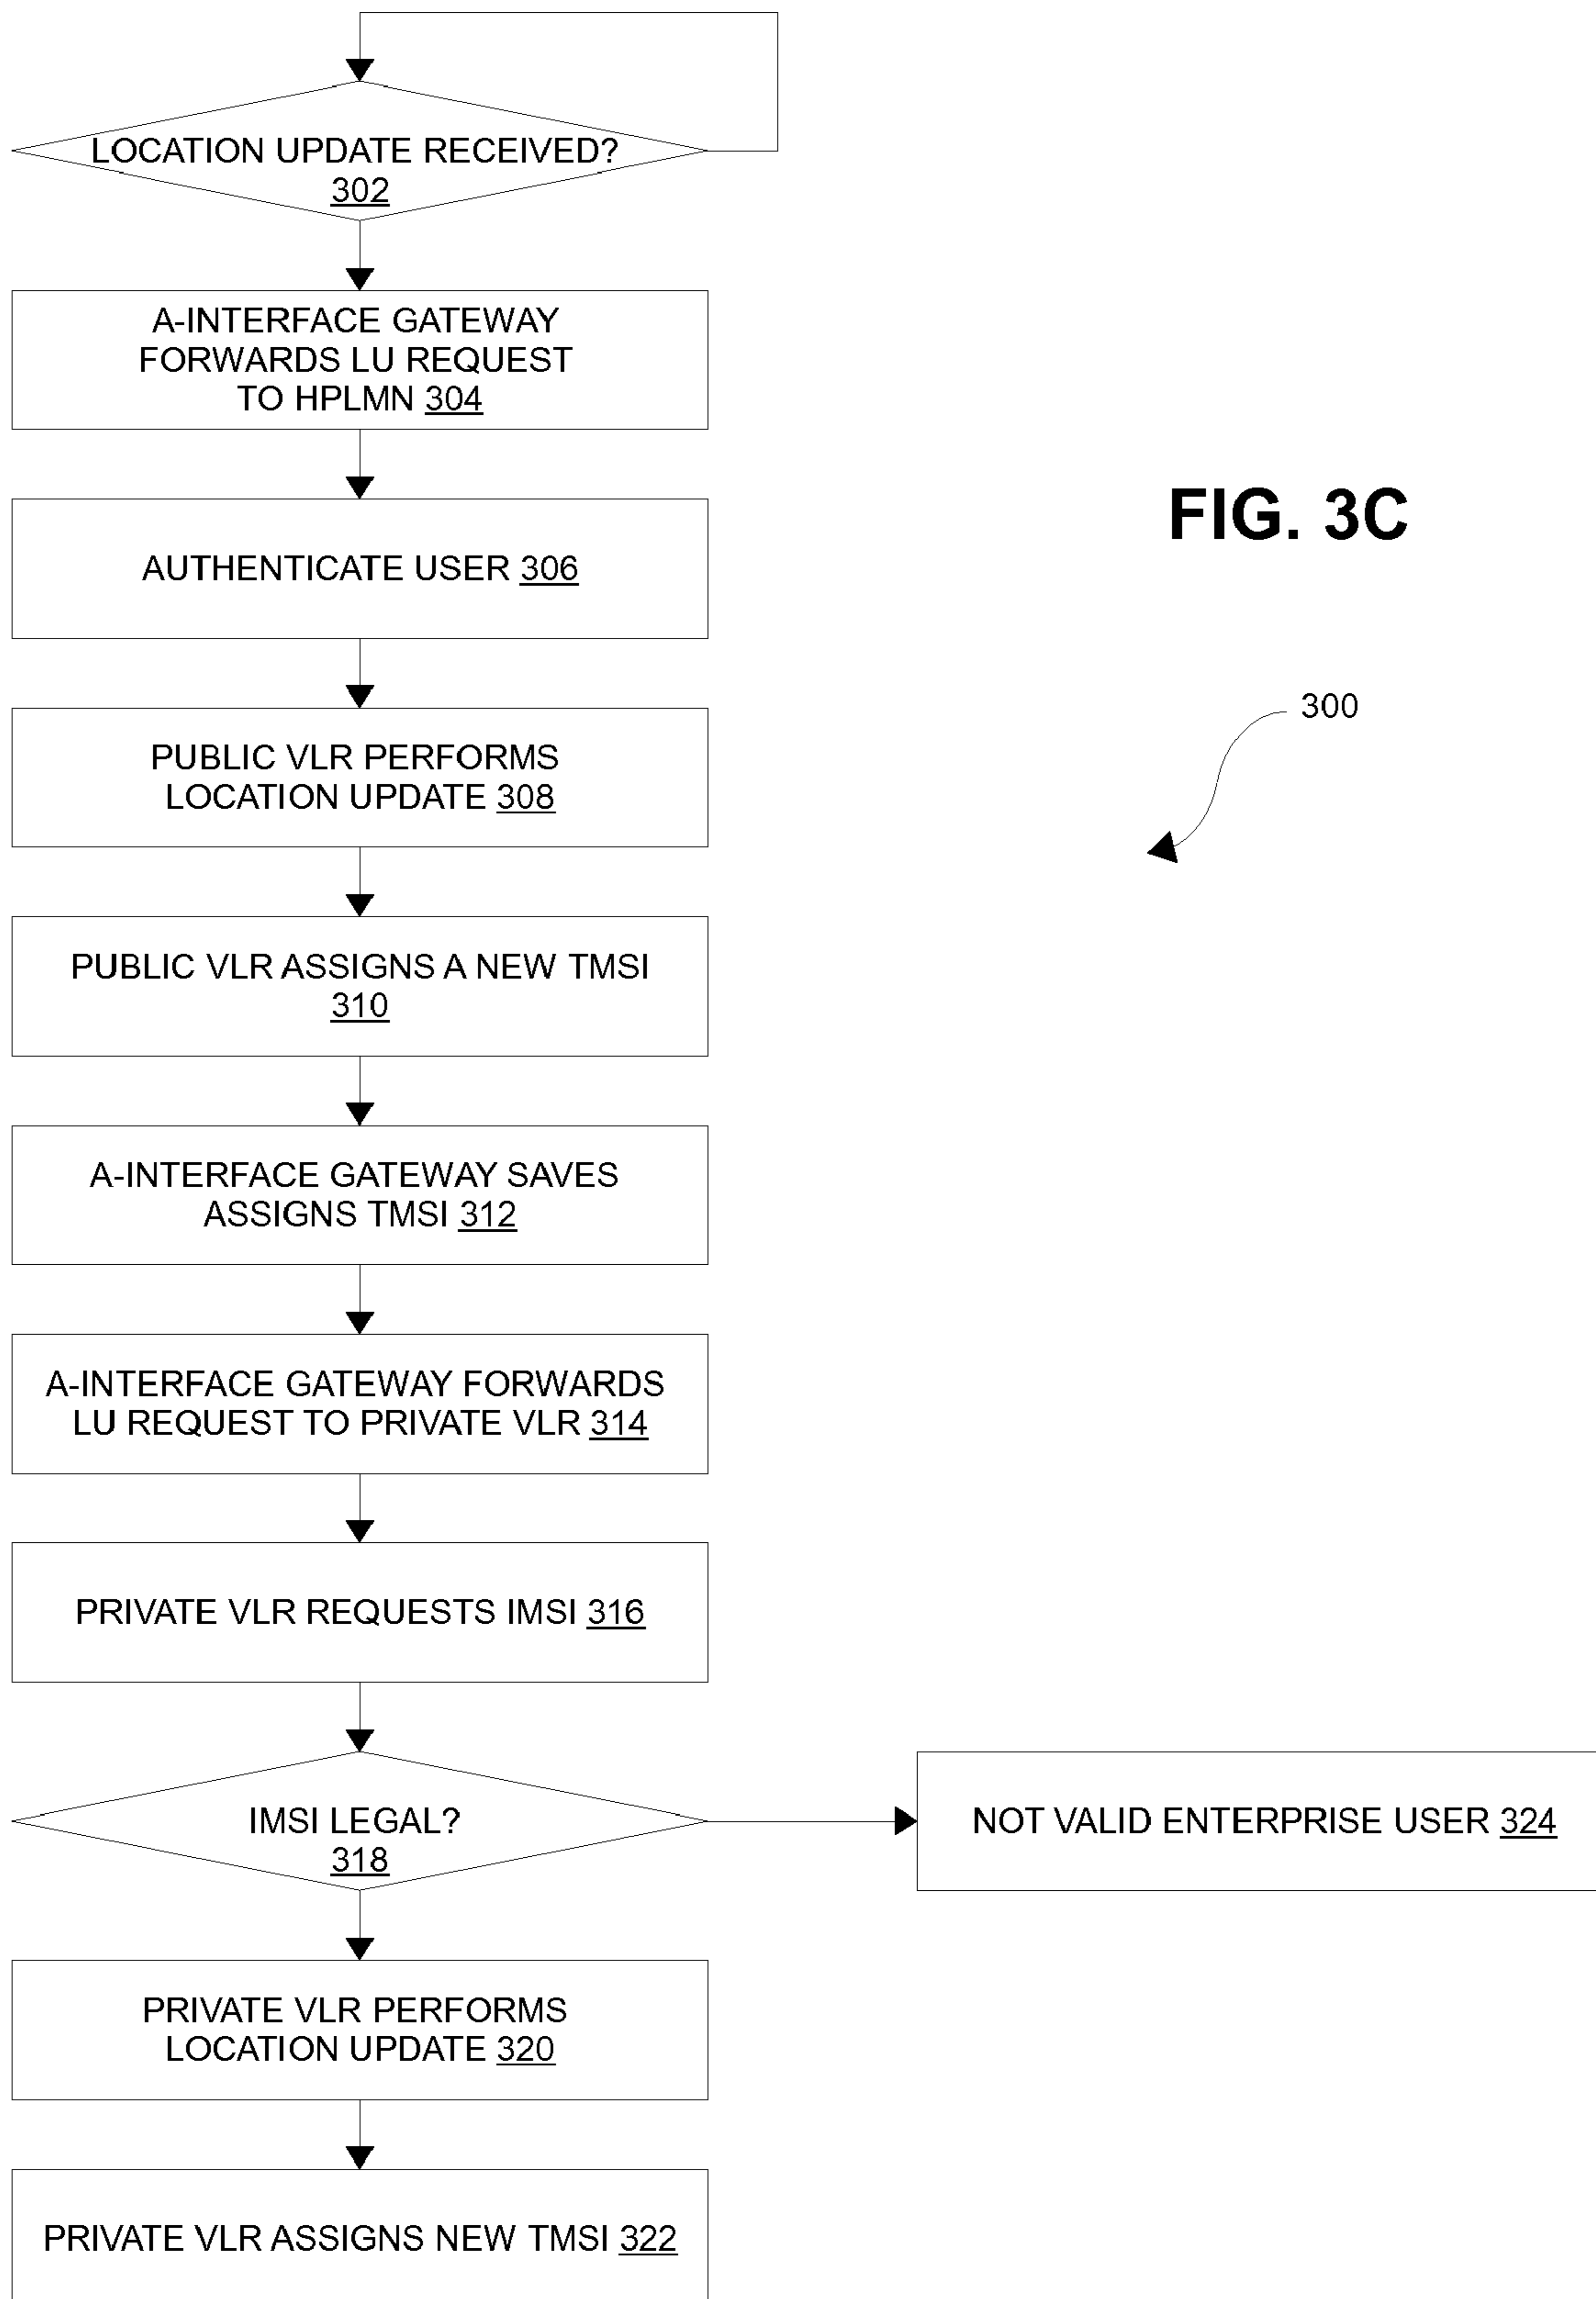 LOCATION UPDATE RECEIVED?
302
A-INTERFACE GATEWAY
FORWARDS LU REQUEST
TO HPLMN 304
AUTHENTICATE USER 306
FIG. 3C
300
PUBLIC VLR PERFORMS
LOCATION UPDATE 308
PUBLIC VLR ASSIGNS A NEW TMSI
310
A-INTERFACE GATEWAY SAVES
ASSIGNS TMSI 312
A-INTERFACE GATEWAY FORWARDS
LU REQUEST TO PRIVATE VLR 314
PRIVATE VLR REQUESTS IMSI 316
IMSI LEGAL?
318
NOT VALID ENTERPRISE USER 324
PRIVATE VLR PERFORMS
LOCATION UPDATE 320
PRIVATE VLR ASSIGNS NEW TMSI 322